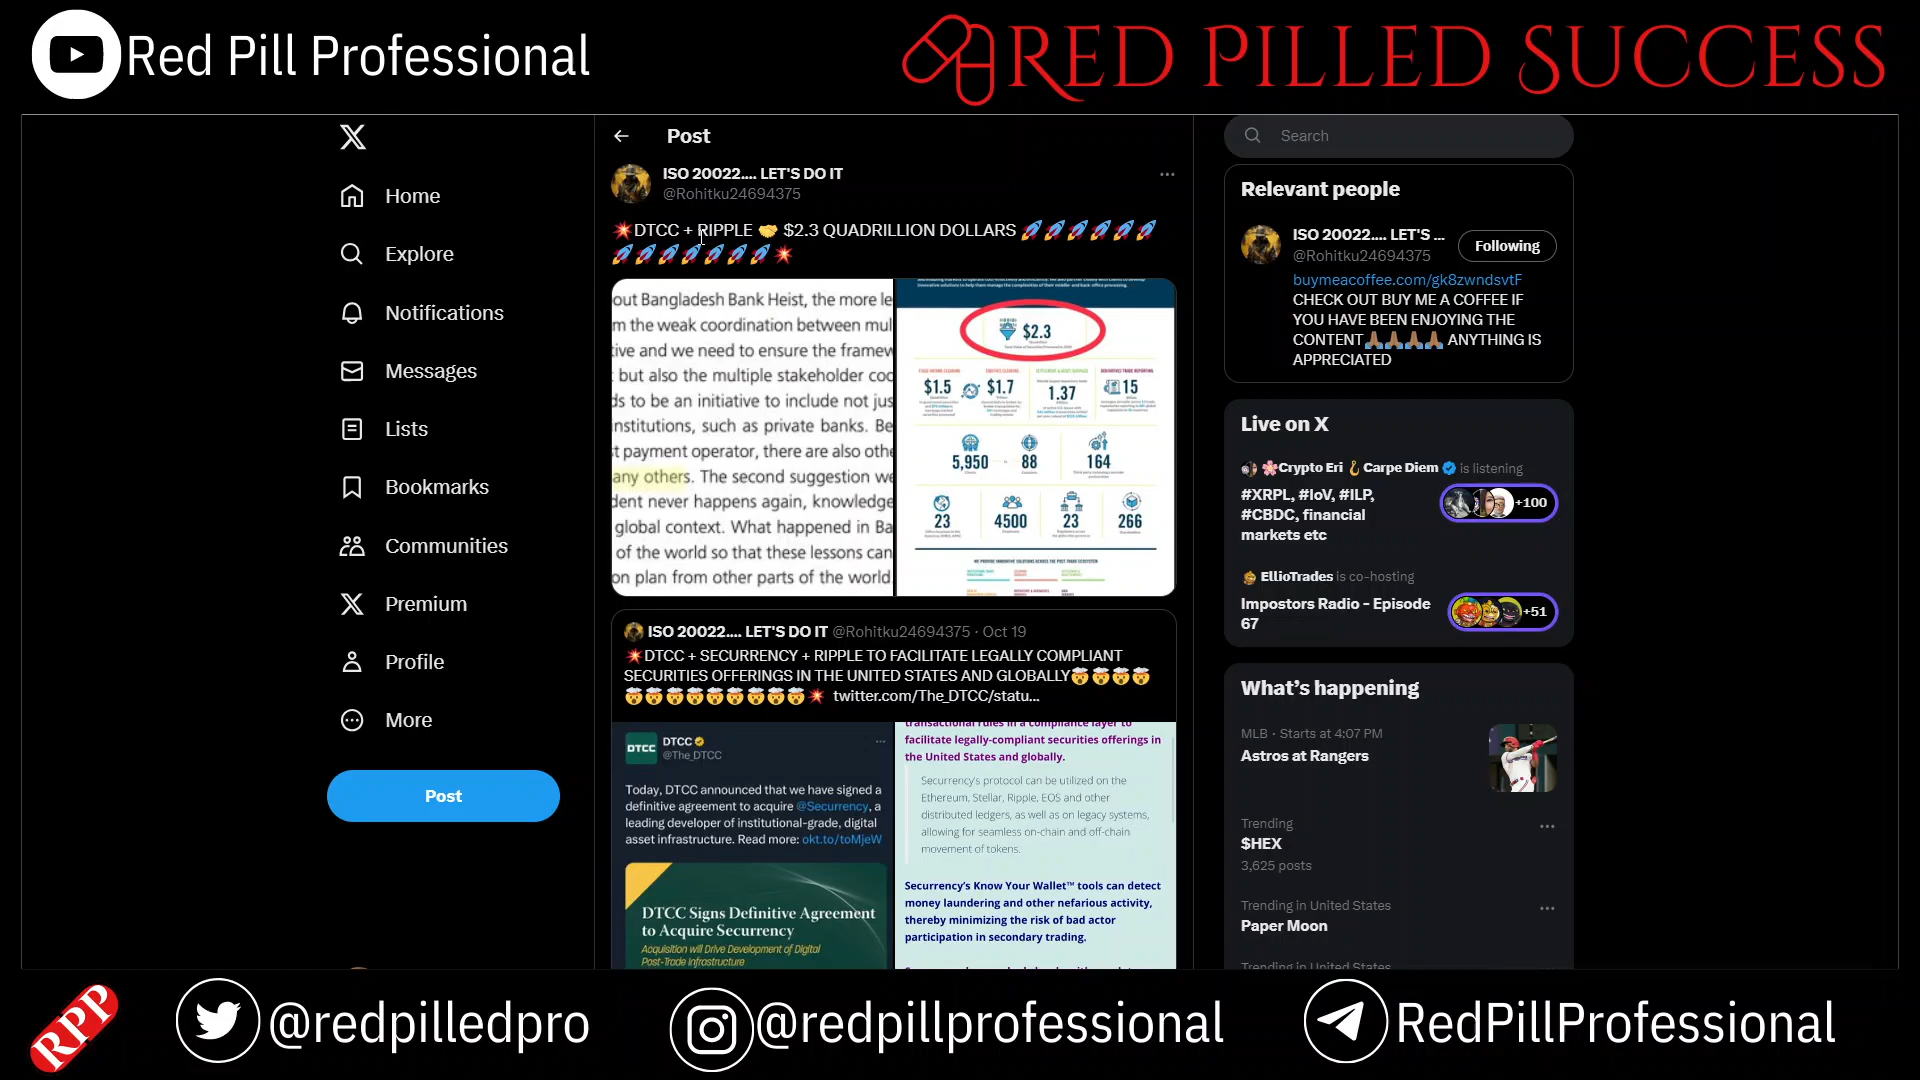 Red Pill Professional
RED PILLED SUCCESS
Home
Explore
Notifications
Messages
Lists
Bookmarks
Communities
Premium
Profile
More
Post
Post
ISO 20022.... LET'S DO IT
@Rohitku24694375
DTCC + RIPPLE $2.3 QUADRILLION DOLLARS
out Bangladesh Bank Heist, the more le
m the weak coordination between mul
ive and we need to ensure the framew
but also the multiple stakeholder coo
ds to be an initiative to include not jus
institutions, such as private banks. Be
t payment operator, there are also othe
any others. The second suggestion we
dent never happens again, knowledge
global context. What happened in Ba
of the world so that these lessons can
on plan from other parts of the world
$2.3
$1.5 $1.7 1.37 15
5,950 88 164
23 4500 23 266
ISO 20022.... LET'S DO IT @Rohitku24694375 · Oct 19
DTCC + SECURRENCY + RIPPLE TO FACILITATE LEGALLY COMPLIANT
SECURITIES OFFERINGS IN THE UNITED STATES AND GLOBALLY
twitter.com/The_DTCC/statu...
DTCC
DTCC
@The_DTCC
Today, DTCC announced that we have signed a
definitive agreement to acquire @Securrency, a
leading developer of institutional-grade, digital
asset infrastructure. Read more: okt.to/toMjeW
DTCC Signs Definitive Agreement
to Acquire Securrency
Acquisition will Drive Development of Digital
Post-Trade Infrastructure
transactional rules in a compliance layer to
facilitate legally-compliant securities offerings in
the United States and globally.
Securrency's protocol can be utilized on the
Ethereum, Stellar, Ripple, EOS and other
distributed ledgers, as well as on legacy systems,
allowing for seamless on-chain and off-chain
movement of tokens.
Securrency's Know Your Wallet™ tools can detect
money laundering and other nefarious activity,
thereby minimizing the risk of bad actor
participation in secondary trading.
Search
Relevant people
ISO 20022.... LET'S ...
@Rohitku24694375
Following
buymeacoffee.com/gk8zwndsvtF
CHECK OUT BUY ME A COFFEE IF
YOU HAVE BEEN ENJOYING THE
CONTENT ANYTHING IS
APPRECIATED
Live on X
Crypto Eri Carpe Diem is listening
#XRPL, #IoV, #ILP,
#CBDC, financial
markets etc
+100
EllioTrades is co-hosting
Impostors Radio - Episode
67
+51
What's happening
MLB · Starts at 4:07 PM
Astros at Rangers
Trending
$HEX
3,625 posts
Trending in United States
Paper Moon
Trending in United States
RPP
@redpilledpro
@redpillprofessional
RedPillProfessional